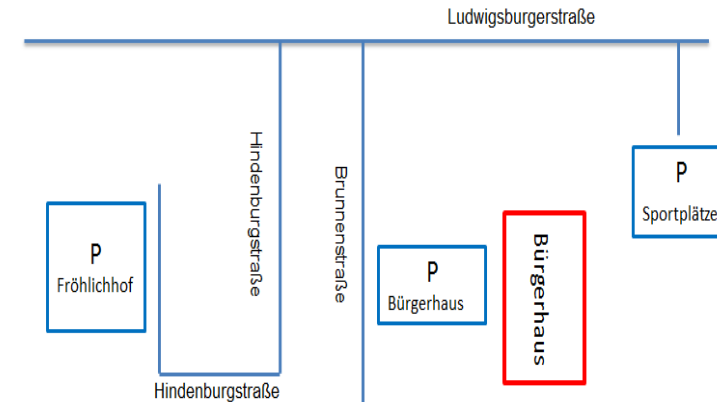 Ludwigsburgerstraße
Hindenburgstraße
Brunnenstraße
P
Sportplätze
P
Fröhlichhof
P
Bürgerhaus
Bürgerhaus
Hindenburgstraße